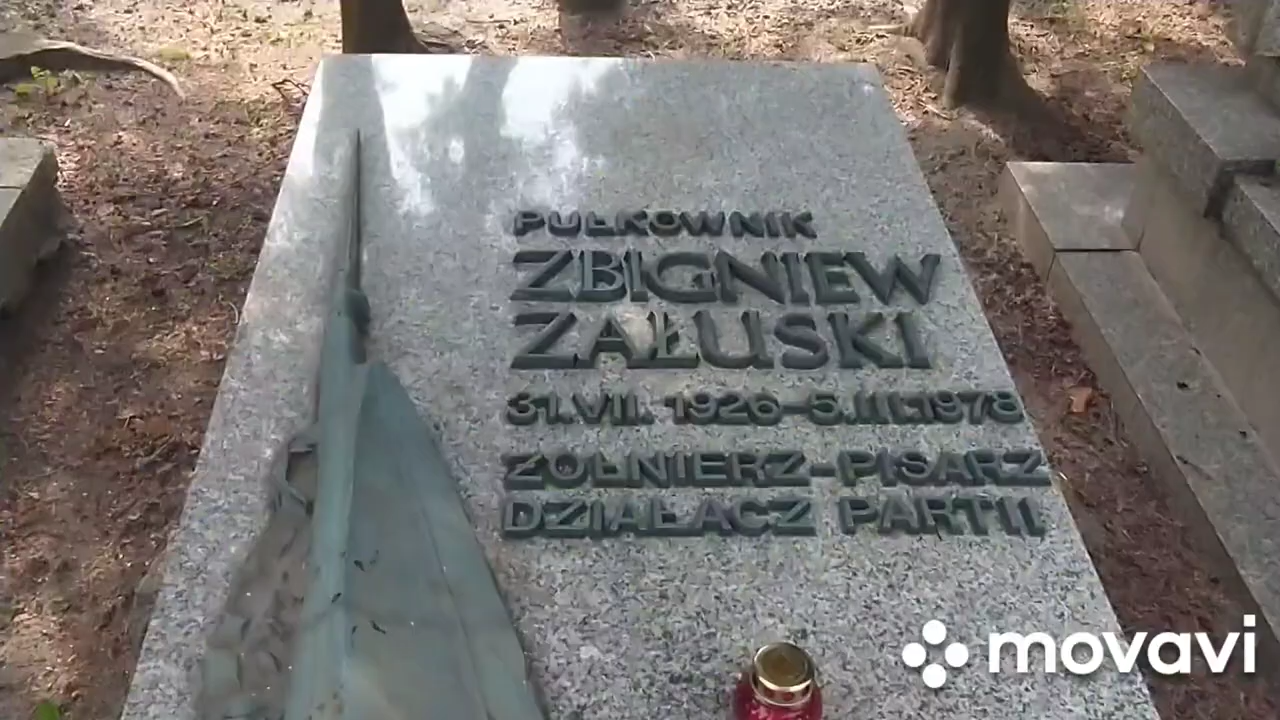 PUŁKOWNIK
ZBIGNIEW
ZAŁUSKI
31.VII. 1926-5.III.1978
ŻOŁNIERZ-PISARZ
DZIAŁACZ PARTII
movavi